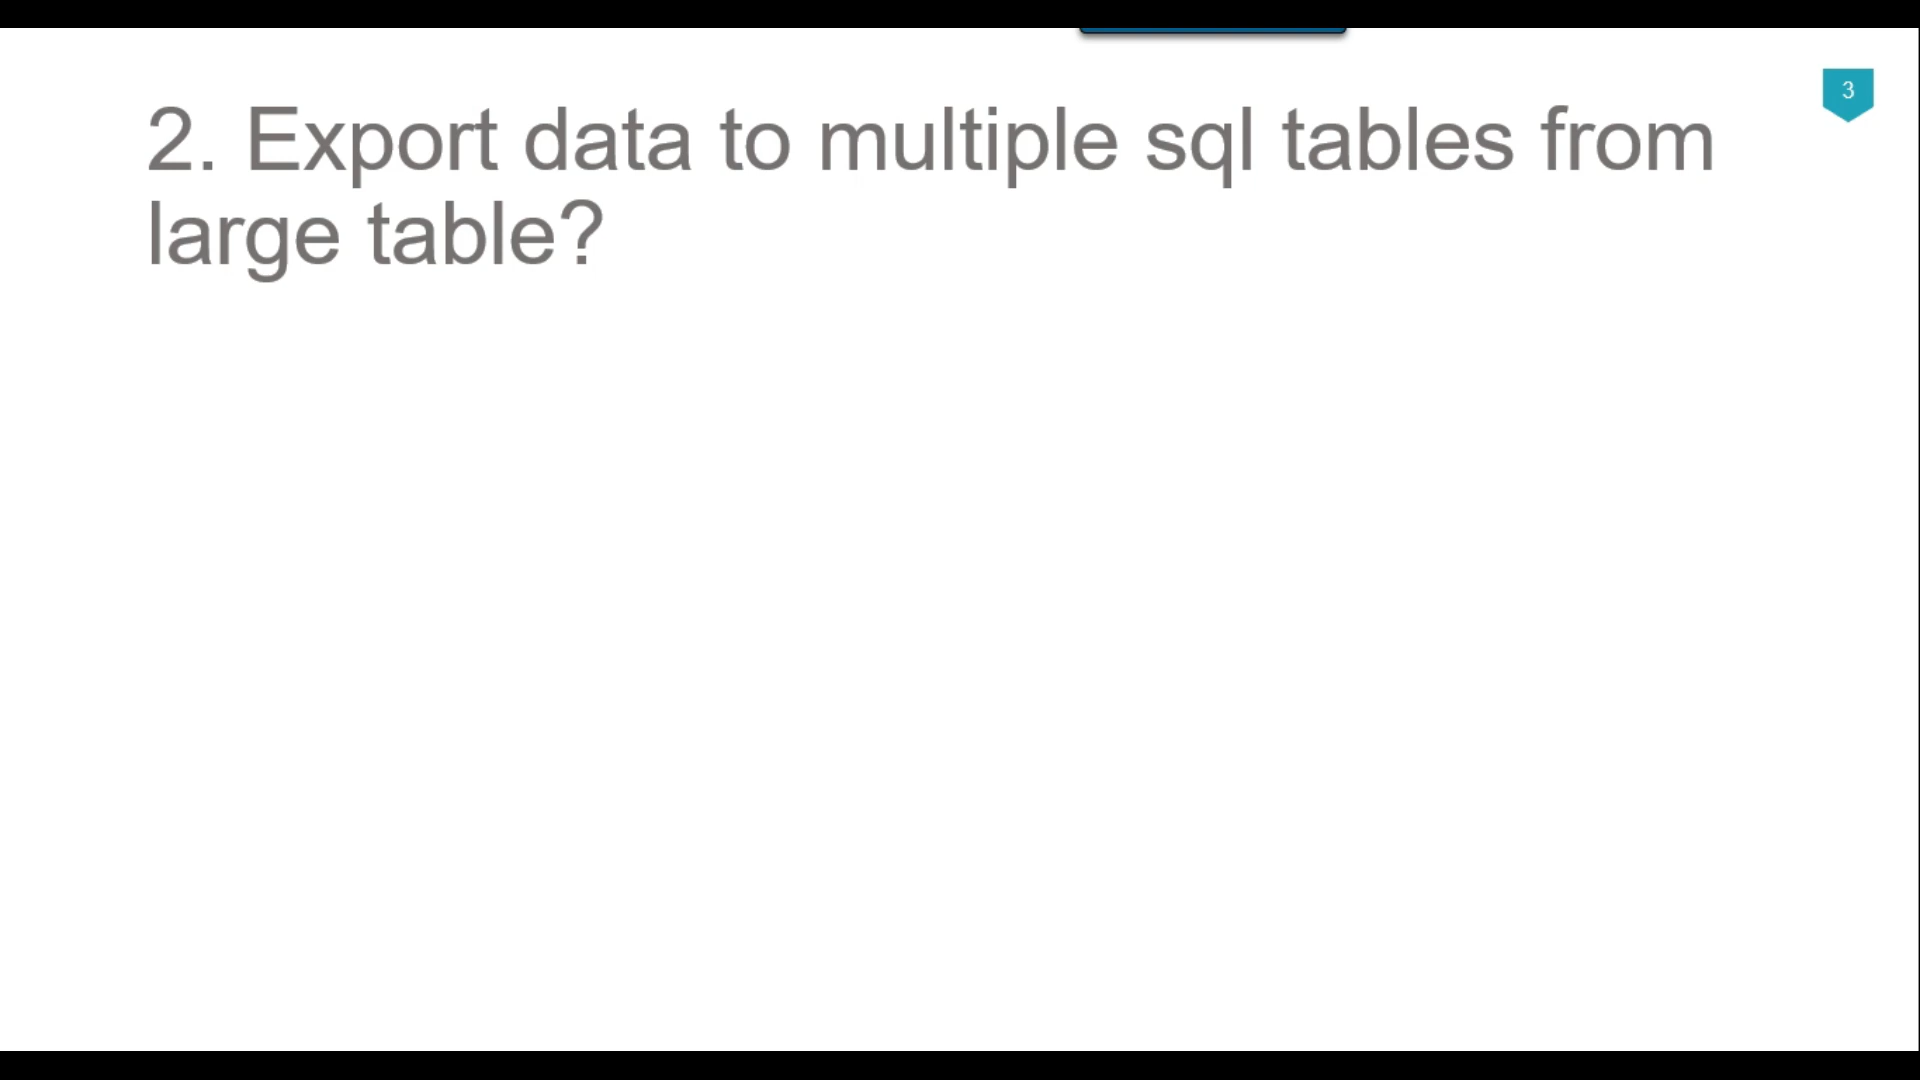 3
2. Export data to multiple sql tables from
large table?